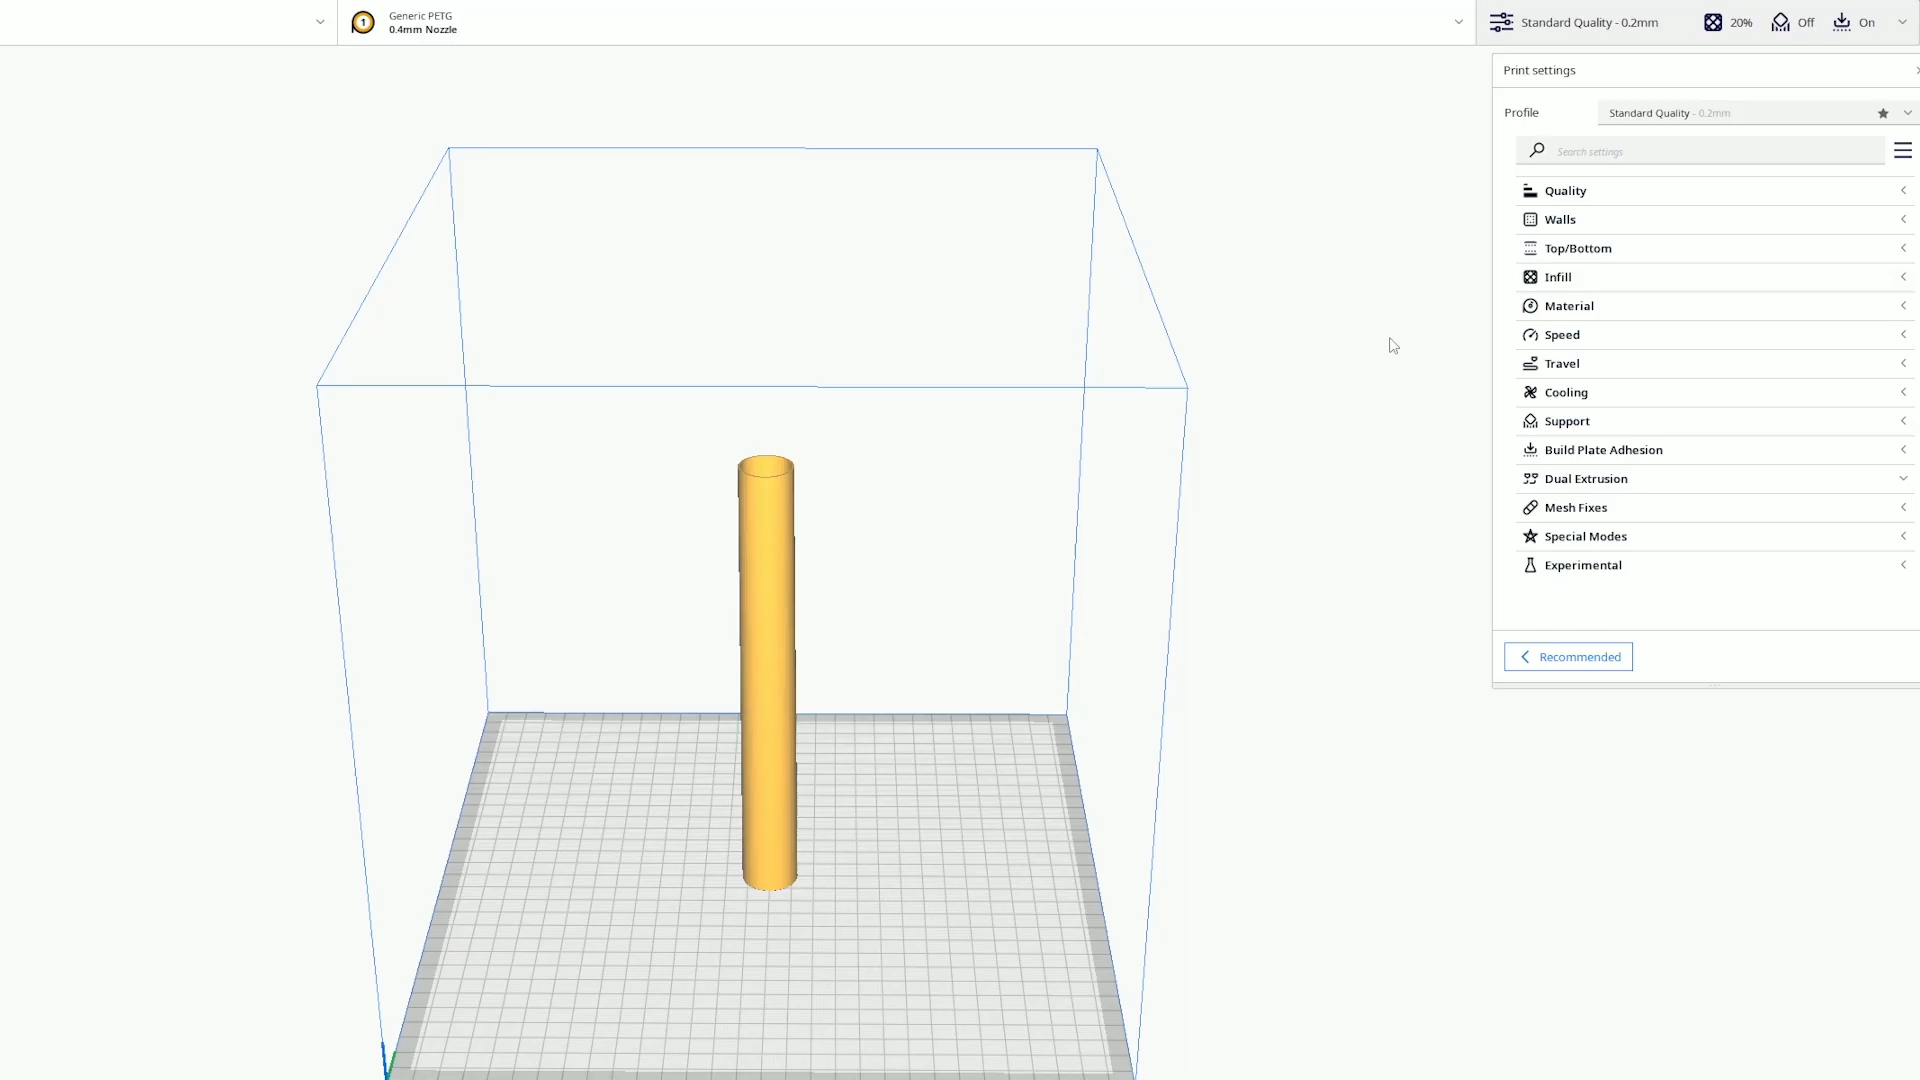 1
Generic PETG
0.4mm Nozzle
Standard Quality - 0.2mm
20%
Off
On
Print settings
Profile
Standard Quality - 0.2mm
Search settings
Quality
Walls
Top/Bottom
Infill
Material
Speed
Travel
Cooling
Support
Build Plate Adhesion
Dual Extrusion
Mesh Fixes
Special Modes
Experimental
Recommended